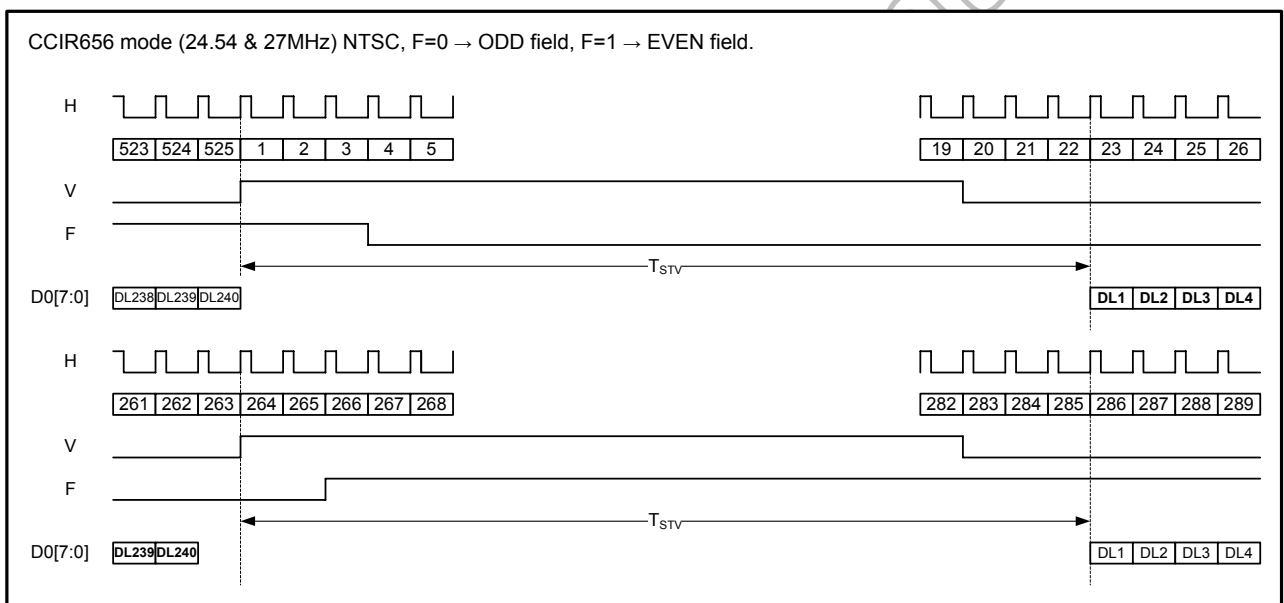 CCIR656 mode (24.54 & 27MHz) NTSC, F=0 → ODD field, F=1 → EVEN field.
H
523 524 525 1 2 3 4 5 19 20 21 22 23 24 25 26
V
F
TSTV
D0[7:0] DL238 DL239 DL240 DL1 DL2 DL3 DL4
H
261 262 263 264 265 266 267 268 282 283 284 285 286 287 288 289
V
F
TSTV
D0[7:0] DL239 DL240 DL1 DL2 DL3 DL4